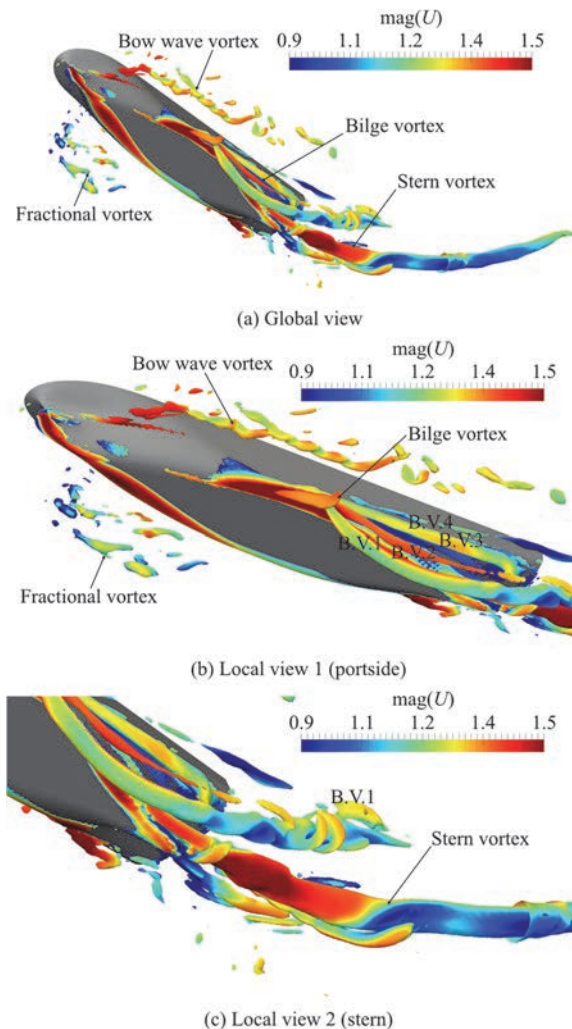 mag(U)
0.9 1.1 1.2 1.4 1.5
Bow wave vortex
Bilge vortex
Stern vortex
Fractional vortex
(a) Global view
mag(U)
0.9 1.1 1.2 1.4 1.5
Bow wave vortex
Bilge vortex
B.V.4
B.V.1 B.V.2 B.V.3
Fractional vortex
(b) Local view 1 (portside)
mag(U)
0.9 1.1 1.2 1.4 1.5
B.V.1
Stern vortex
(c) Local view 2 (stern)